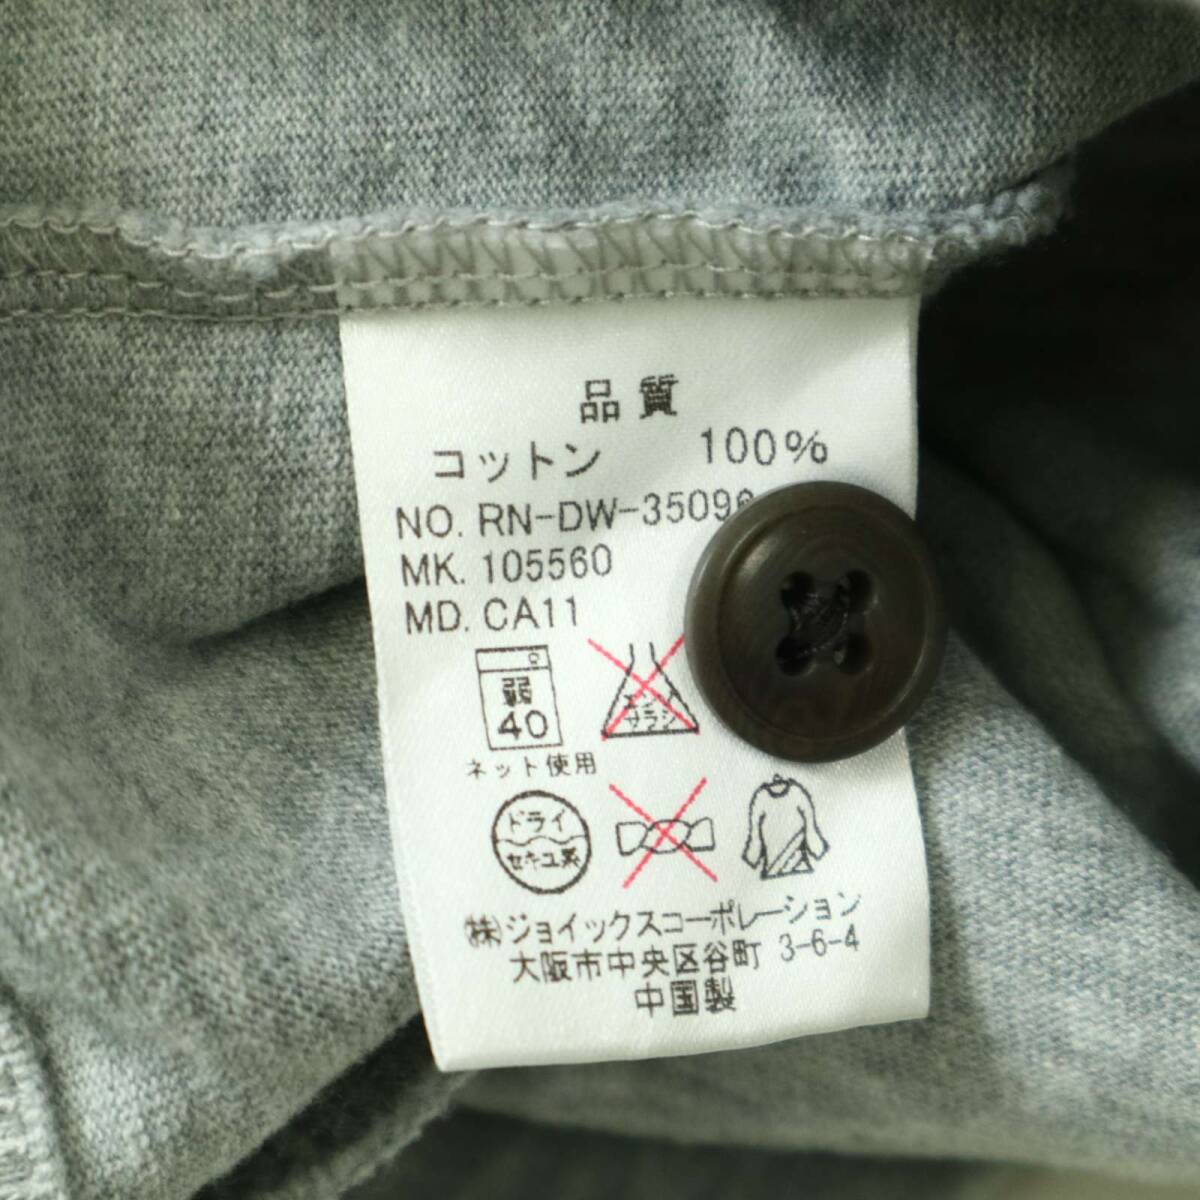 品質
コットン 100%
NO. RN-DW-35096
MK. 105560
MD. CA11
弱
40
エンソ
サラシ
ネット使用
ドライ
セキユ系
㈱ジョイックスコーポレーション
大阪市中央区谷町 3-6-4
中国製